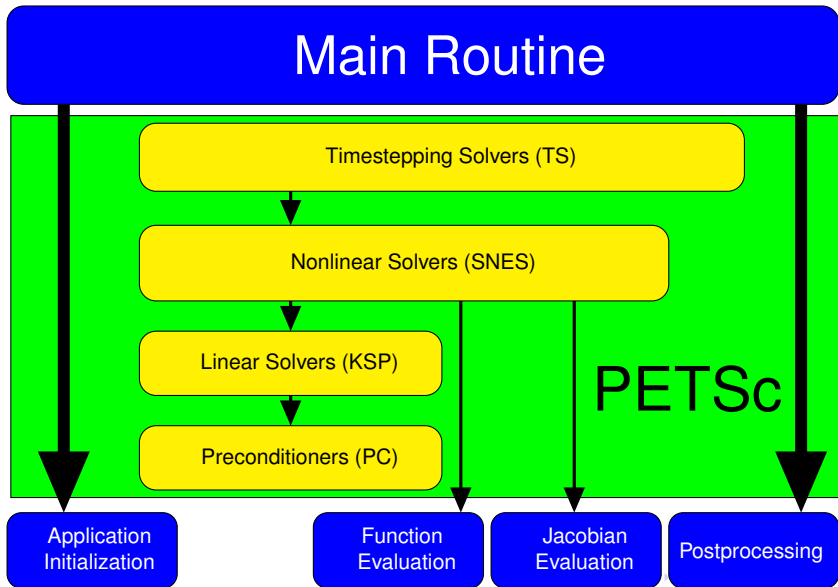 Main Routine
Timestepping Solvers (TS)
Nonlinear Solvers (SNES)
Linear Solvers (KSP)
PETSc
Preconditioners (PC)
Application
Initialization
Function
Evaluation
Jacobian
Evaluation
Postprocessing